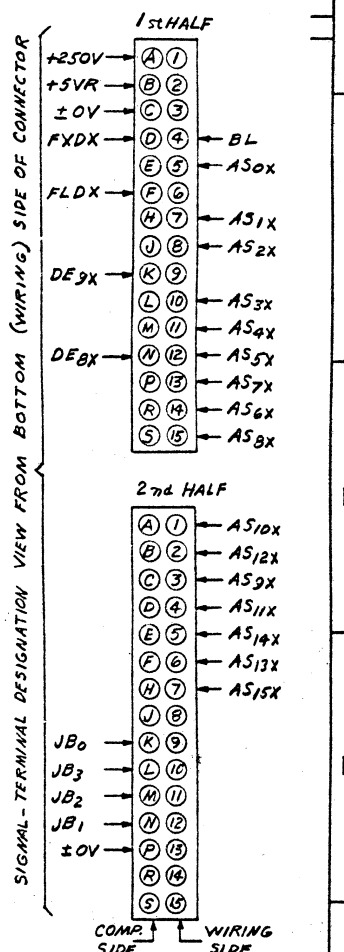 1st HALF
+250V A 1
+5VR B 2
±0V C 3
FXDX D 4 BL
E 5 AS0X
FLDX F 6
H 7 AS1X
J 8 AS2X
DE9X K 9
L 10 AS3X
M 11 AS4X
DE8X N 12 AS5X
P 13 AS7X
R 14 AS6X
S 15 AS8X
2nd HALF
A 1 AS10X
B 2 AS12X
C 3 AS9X
D 4 AS11X
E 5 AS14X
F 6 AS13X
H 7 AS15X
J 8
JB0 K 9
JB3 L 10
JB2 M 11
JB1 N 12
±0V P 13
R 14
S 15
COMP. SIDE
WIRING SIDE
SIGNAL-TERMINAL DESIGNATION VIEW FROM BOTTOM (WIRING) SIDE OF CONNECTOR